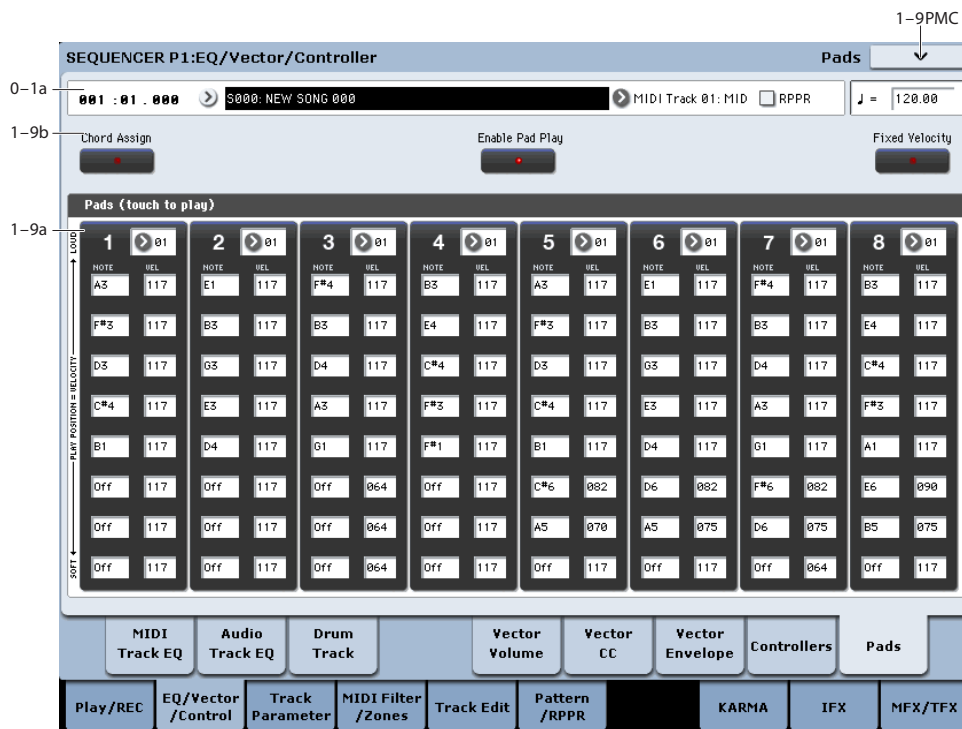 1–9PMC
SEQUENCER P1:EQ/Vector/Controller Pads
0–1a
001 :01 . 000 S000: NEW SONG 000 MIDI Track 01: MID RPPR ♩ = 120.00
1–9b
Chord Assign Enable Pad Play Fixed Velocity
Pads (touch to play)
1–9a
LOUD
PLAY POSITION = VELOCITY
SOFT
1 01 2 01 3 01 4 01 5 01 6 01 7 01 8 01
NOTE VEL NOTE VEL NOTE VEL NOTE VEL NOTE VEL NOTE VEL NOTE VEL NOTE VEL
A3 117 E1 117 F#4 117 B3 117 A3 117 E1 117 F#4 117 B3 117
F#3 117 B3 117 B3 117 E4 117 F#3 117 B3 117 B3 117 E4 117
D3 117 G3 117 D4 117 C#4 117 D3 117 G3 117 D4 117 C#4 117
C#4 117 E3 117 A3 117 F#3 117 C#4 117 E3 117 A3 117 F#3 117
B1 117 D4 117 G1 117 F#1 117 B1 117 D4 117 G1 117 A1 117
Off 117 Off 117 Off 064 Off 117 C#6 082 D6 082 F#6 082 E6 090
Off 117 Off 117 Off 064 Off 117 A5 070 A5 075 D6 075 B5 075
Off 117 Off 117 Off 064 Off 117 Off 117 Off 117 Off 064 Off 117
MIDI Track EQ Audio Track EQ Drum Track Vector Volume Vector CC Vector Envelope Controllers Pads
Play/REC EQ/Vector /Control Track Parameter MIDI Filter /Zones Track Edit Pattern /RPPR KARMA IFX MFX/TFX